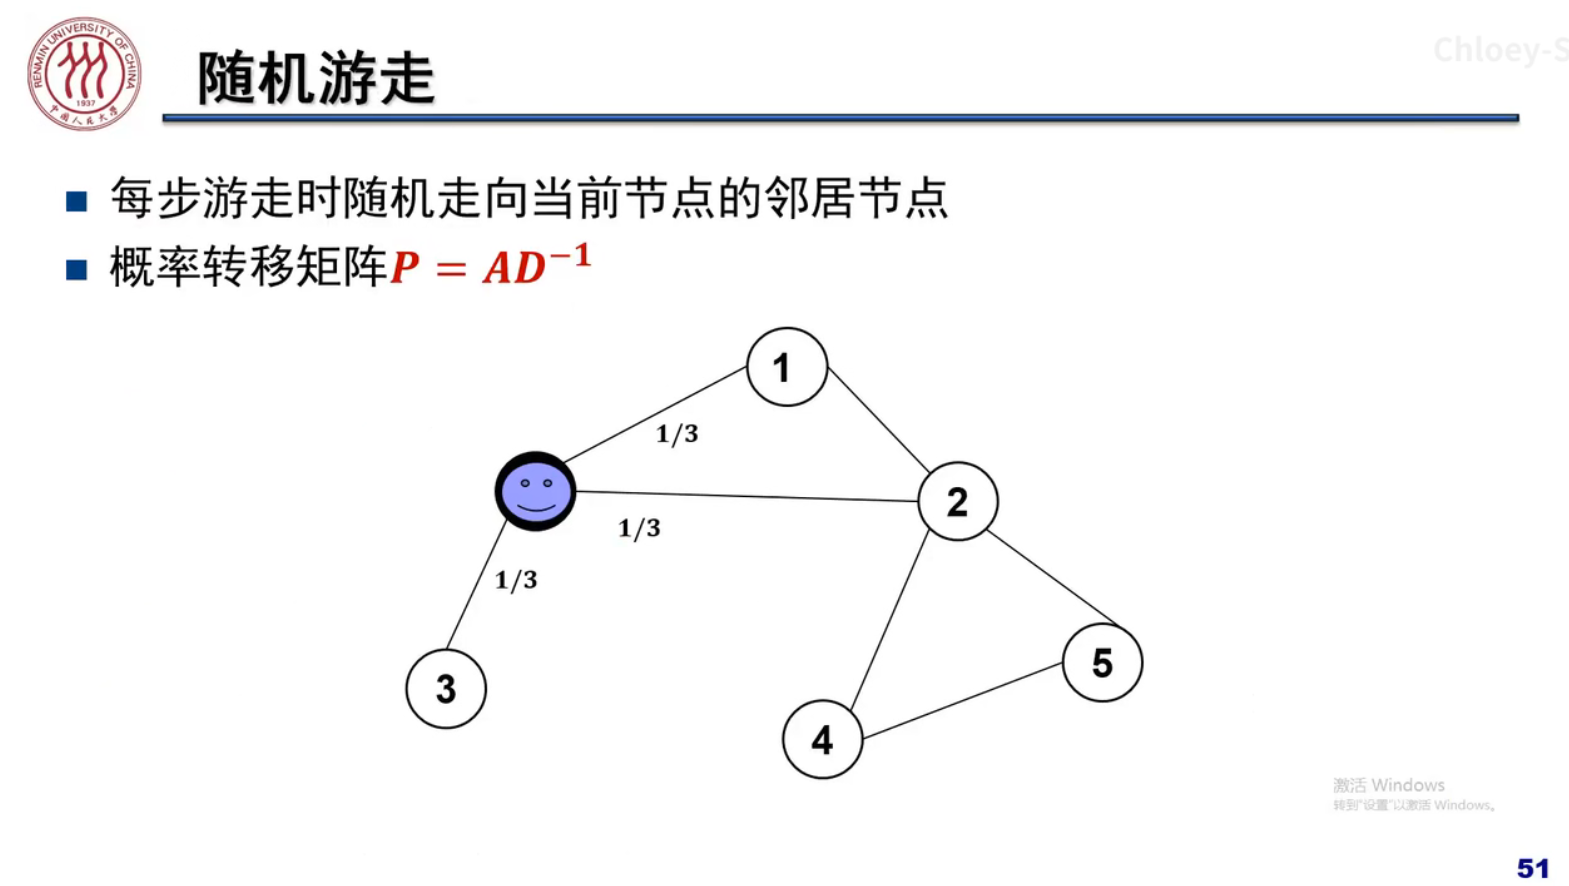 RENMIN UNIVERSITY OF CHINA
1937
中国人民大学
随机游走
Chloey-S
每步游走时随机走向当前节点的邻居节点
概率转移矩阵P = AD⁻¹
1
1/3
2
1/3
1/3
3
5
4
激活 Windows
转到"设置"以激活 Windows。
51